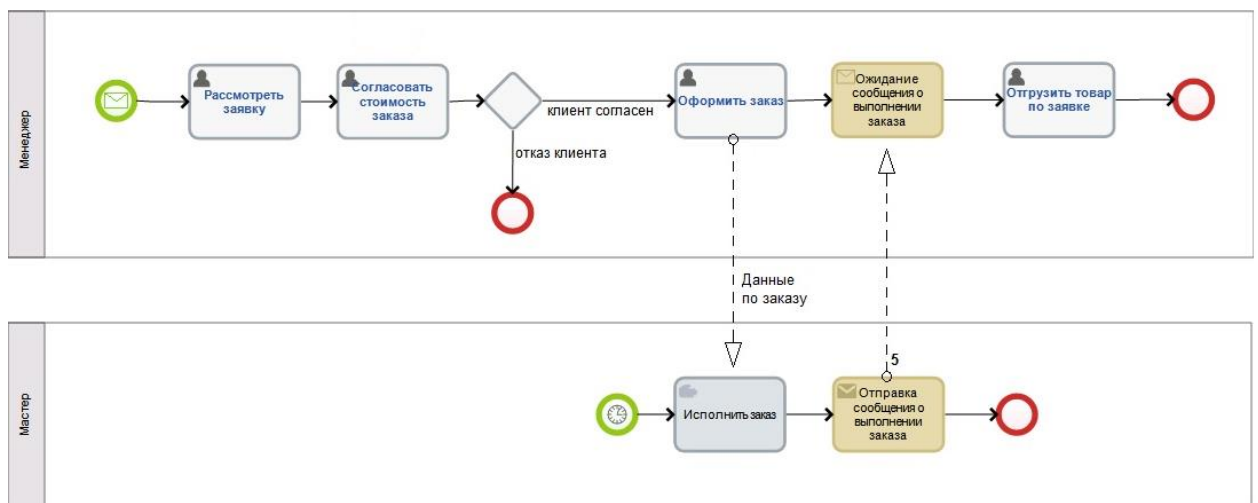 Менеджер
Рассмотреть
заявку
Согласовать
стоимость
заказа
клиент согласен
отказ клиента
Оформить заказ
Ожидание
сообщения о
выполнении
заказа
Отгрузить товар
по заявке
Данные
по заказу
5
Мастер
Исполнить заказ
Отправка
сообщения о
выполнении
заказа